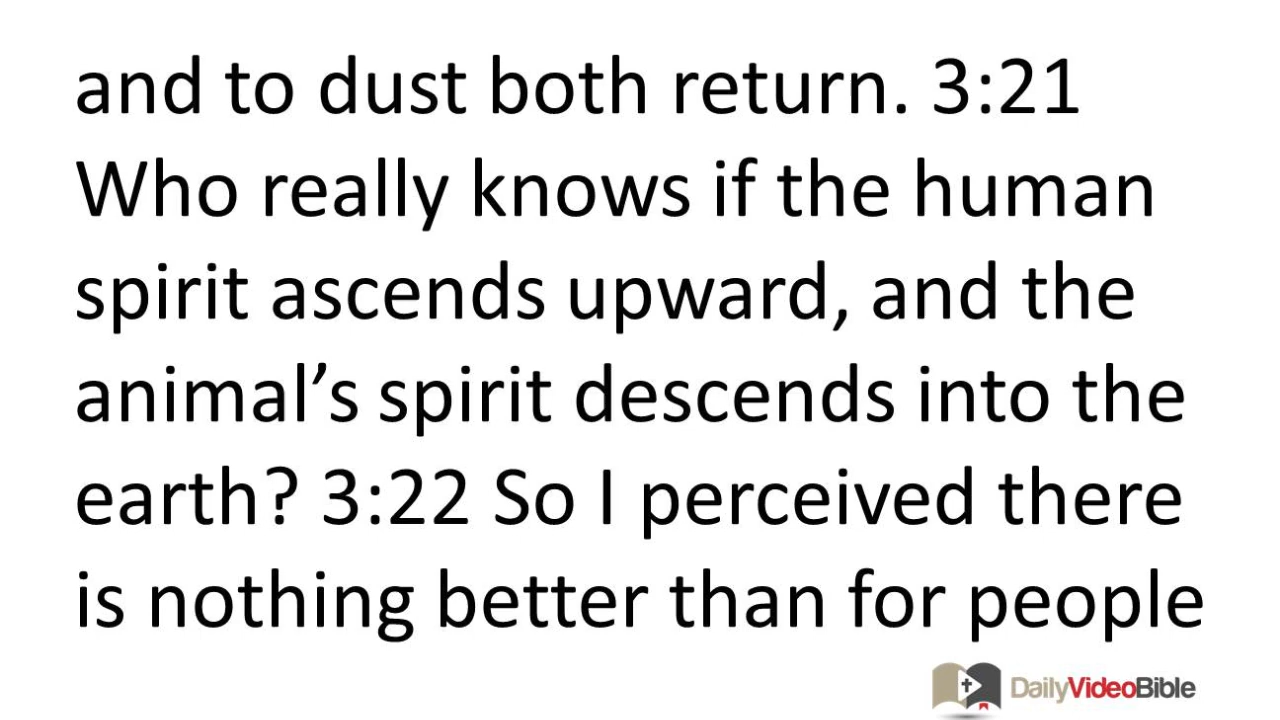 and to dust both return. 3:21
Who really knows if the human
spirit ascends upward, and the
animal’s spirit descends into the
earth? 3:22 So I perceived there
is nothing better than for people
DailyVideoBible